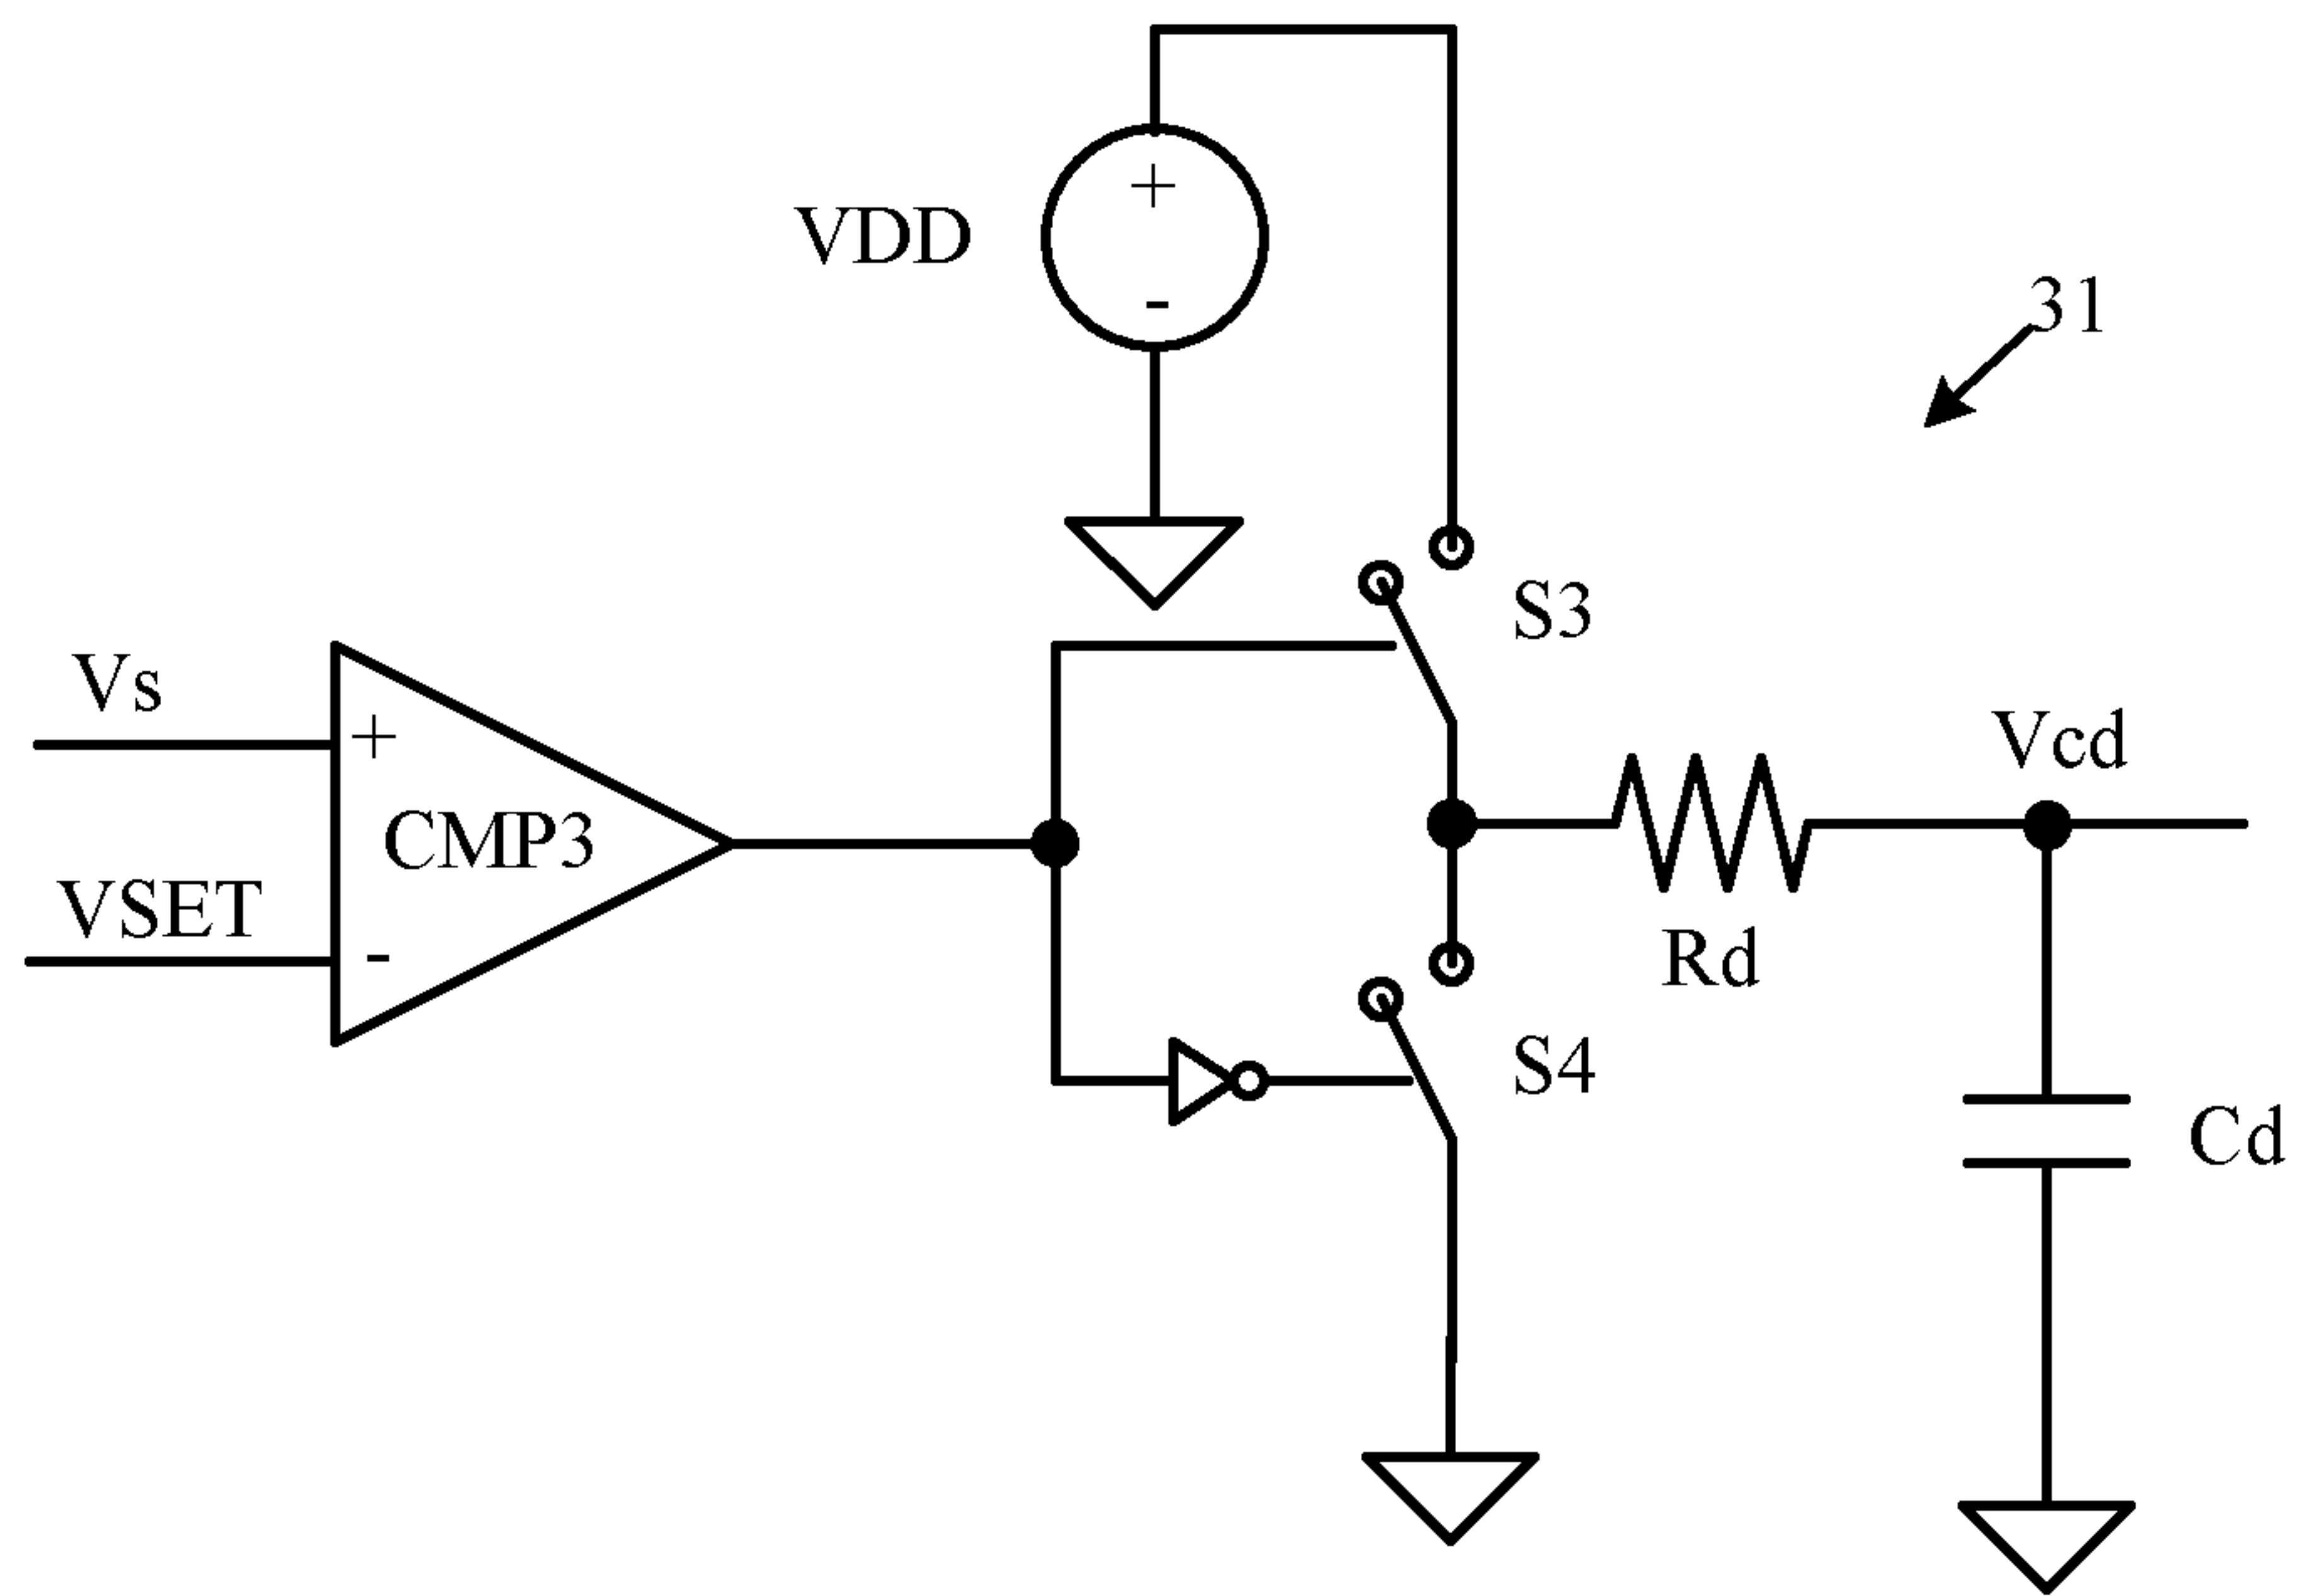 VDD
+
-
31
S3
Vs
+
CMP3
VSET
-
Vcd
Rd
S4
Cd